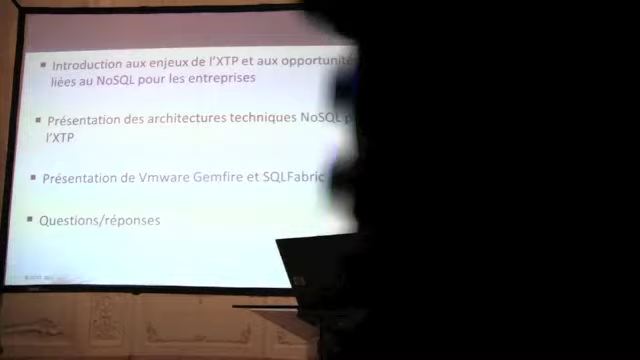 Introduction aux enjeux de l'XTP et aux opportunités
liées au NoSQL pour les entreprises
Présentation des architectures techniques NoSQL
l'XTP
Présentation de Vmware Gemfire et SQLFabric
Questions/réponses